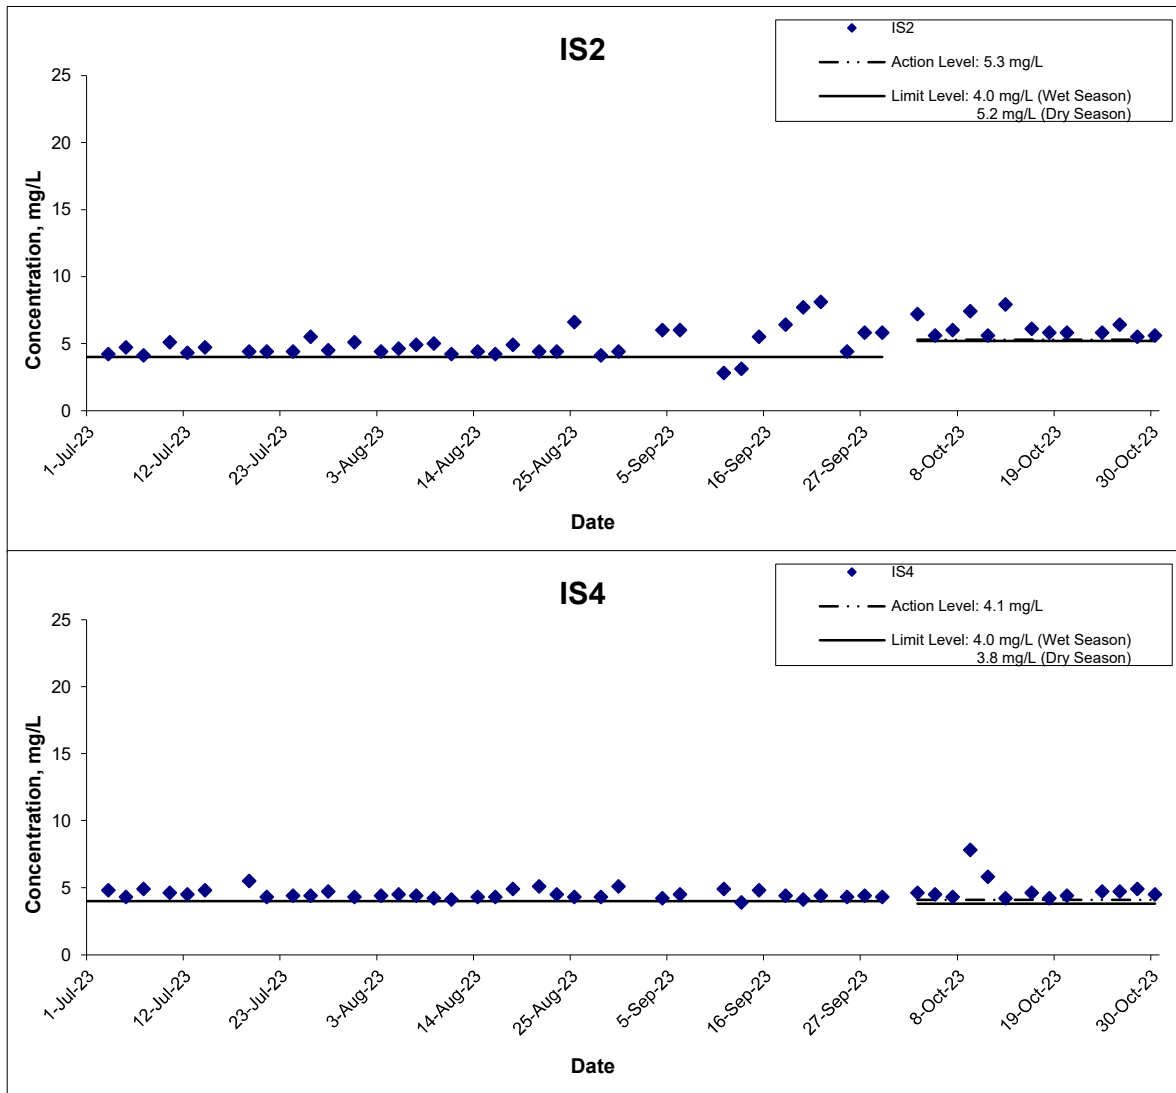 IS2
IS2
Action Level: 5.3 mg/L
Limit Level: 4.0 mg/L (Wet Season)
5.2 mg/L (Dry Season)
25
20
15
10
5
0
Concentration, mg/L
1-Jul-23
12-Jul-23
23-Jul-23
3-Aug-23
14-Aug-23
25-Aug-23
5-Sep-23
16-Sep-23
27-Sep-23
8-Oct-23
19-Oct-23
30-Oct-23
Date
IS4
IS4
Action Level: 4.1 mg/L
Limit Level: 4.0 mg/L (Wet Season)
3.8 mg/L (Dry Season)
25
20
15
10
5
0
Concentration, mg/L
1-Jul-23
12-Jul-23
23-Jul-23
3-Aug-23
14-Aug-23
25-Aug-23
5-Sep-23
16-Sep-23
27-Sep-23
8-Oct-23
19-Oct-23
30-Oct-23
Date